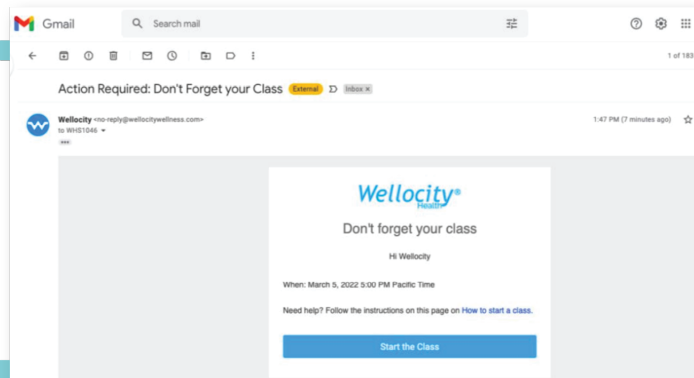 Gmail
Search mail
1 of 183
Action Required: Don't Forget your Class External Inbox ×
Wellocity <no-reply@wellocitywellness.com>
1:47 PM (7 minutes ago)
to WHS1046
Wellocity®
Health
Don't forget your class
Hi Wellocity
When: March 5, 2022 5:00 PM Pacific Time
Need help? Follow the instructions on this page on How to start a class.
Start the Class